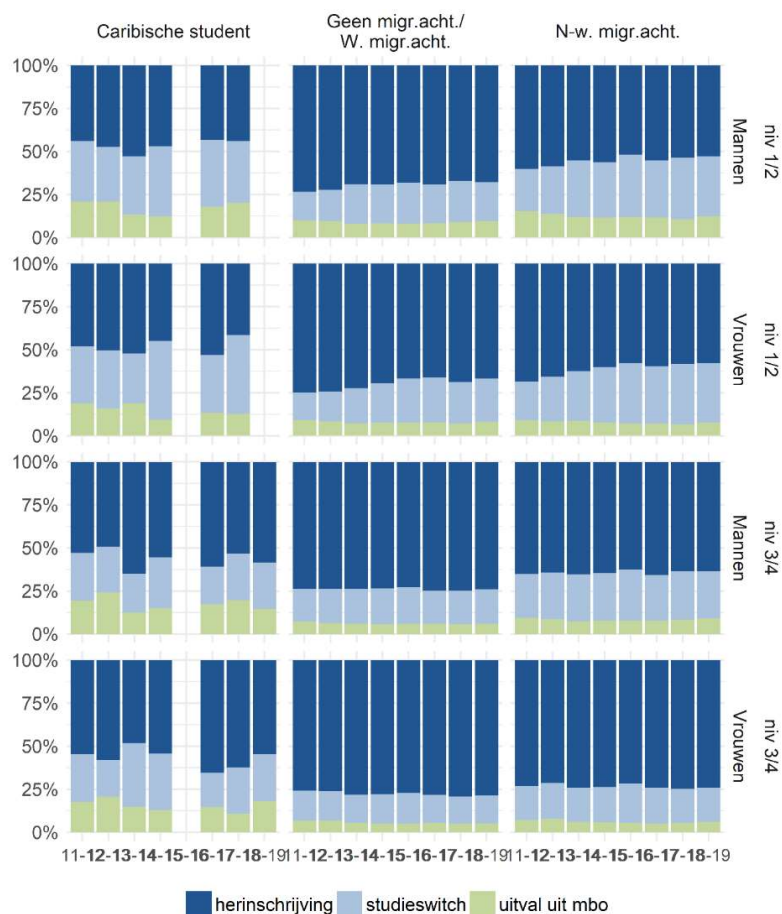 Caribische student
Geen migr.acht./
W. migr.acht.
N-w. migr.acht.
100%
75%
50%
25%
0%
niv 1/2
Mannen
100%
75%
50%
25%
0%
niv 1/2
Vrouwen
100%
75%
50%
25%
0%
niv 3/4
Mannen
100%
75%
50%
25%
0%
niv 3/4
Vrouwen
11-12-13-14-15-16-17-18-19 11-12-13-14-15-16-17-18-19 11-12-13-14-15-16-17-18-19
herinschrijving studieswitch uitval uit mbo